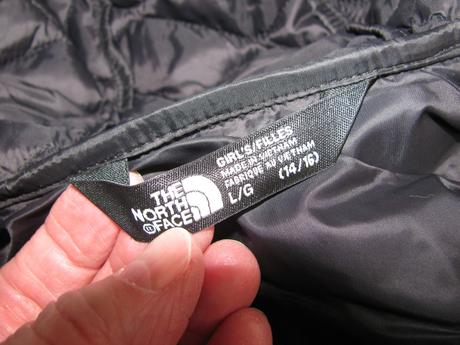 THE
NORTH
FACE
GIRL'S/FILLES
MADE IN VIETNAM
FABRIQUE AU VIETNAM
L/G (14/16)